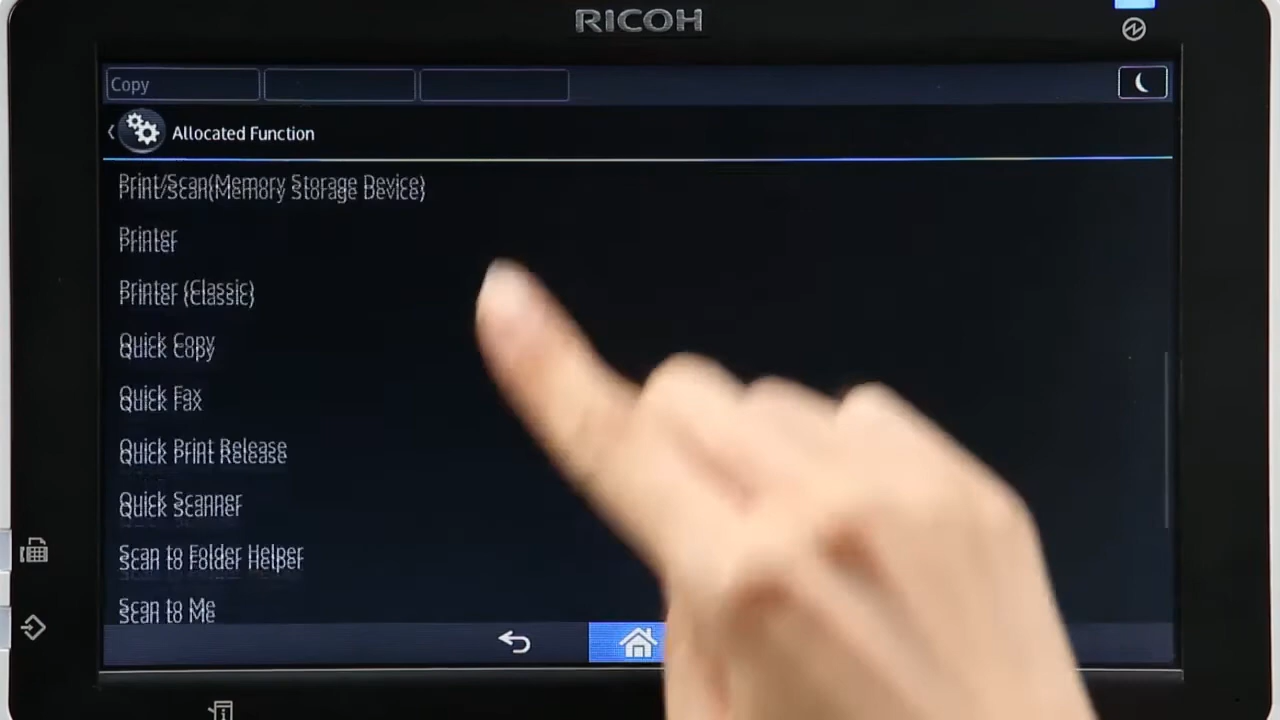 RICOH
Copy
Allocated Function
Print/Scan(Memory Storage Device)
Printer
Printer (Classic)
Quick Copy
Quick Fax
Quick Print Release
Quick Scanner
Scan to Folder Helper
Scan to Me